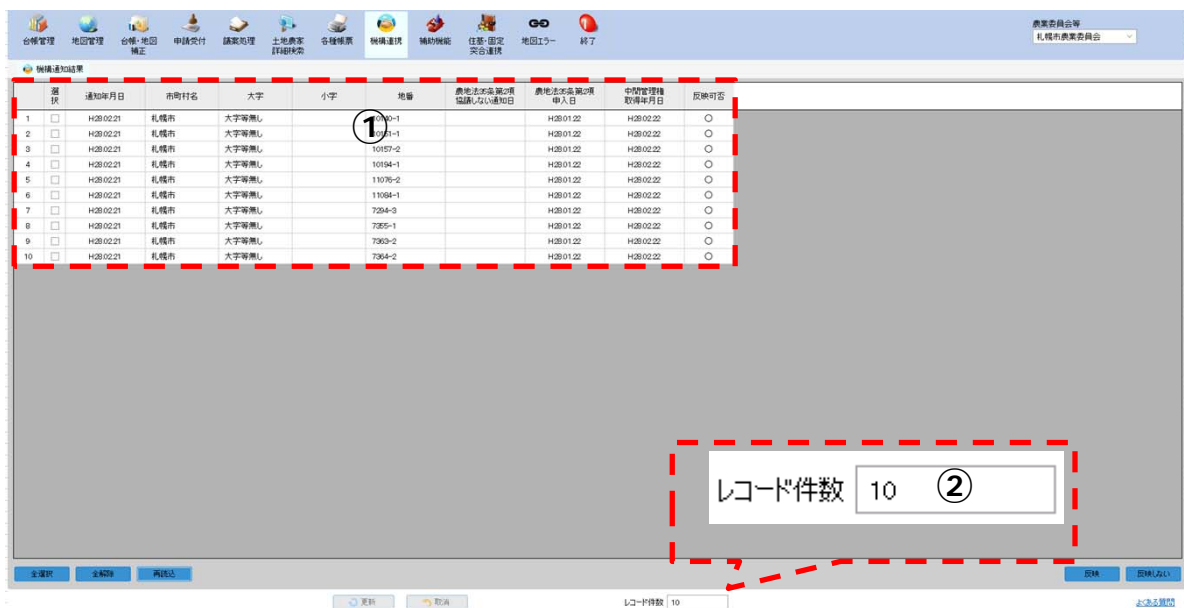 台帳管理 地図管理 台帳・地図補正 申請受付 議案処理 土地農家詳細検索 各種帳票 機構連携 補助機能 住基・固定突合連携 地図エラー 終了
農業委員会等
札幌市農業委員会
機構通知結果
選択 通知年月日 市町村名 大字 小字 地番 農地法35条第2項協議しない通知日 農地法35条第2項申入日 中間管理権取得年月日 反映可否
①
1 H28.02.21 札幌市 大字等無し 10140-1 H28.01.22 H28.02.22 ○
2 H28.02.21 札幌市 大字等無し H28.01.22 H28.02.22 ○
3 H28.02.21 札幌市 大字等無し 10157-2 H28.01.22 H28.02.22 ○
4 H28.02.21 札幌市 大字等無し 10194-1 H28.01.22 H28.02.22 ○
5 H28.02.21 札幌市 大字等無し 11076-2 H28.01.22 H28.02.22 ○
6 H28.02.21 札幌市 大字等無し 11084-1 H28.01.22 H28.02.22 ○
7 H28.02.21 札幌市 大字等無し 7294-3 H28.01.22 H28.02.22 ○
8 H28.02.21 札幌市 大字等無し 7355-1 H28.01.22 H28.02.22 ○
9 H28.02.21 札幌市 大字等無し 7363-2 H28.01.22 H28.02.22 ○
10 H28.02.21 札幌市 大字等無し 7364-2 H28.01.22 H28.02.22 ○
レコード件数 10 ②
全選択 全解除 再読込 反映 反映しない
更新 取消 レコード件数 10 よくある質問